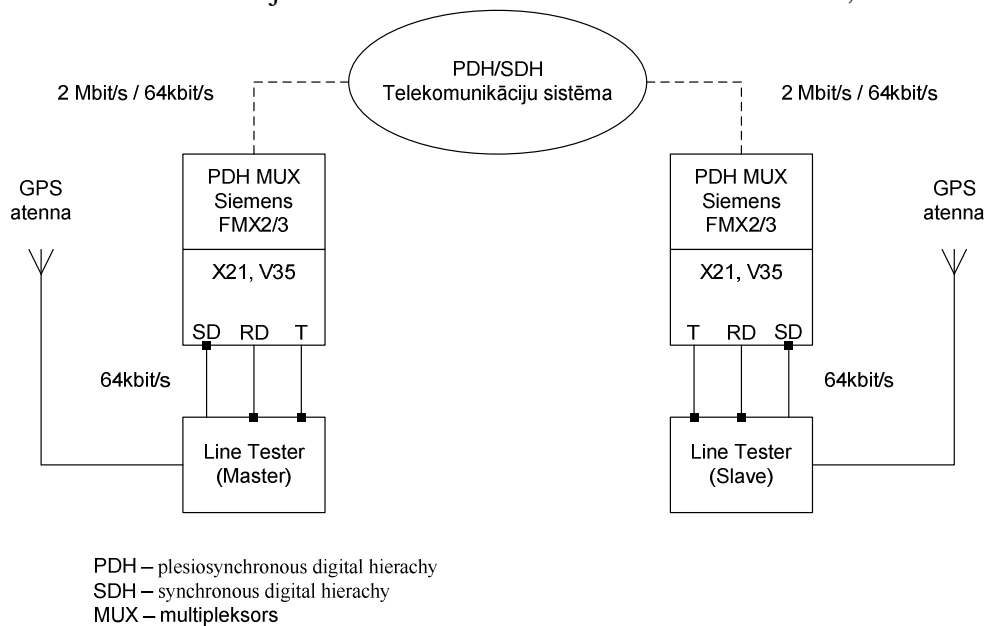 PDH/SDH
Telekomunikāciju sistēma
2 Mbit/s / 64kbit/s
2 Mbit/s / 64kbit/s
GPS
atenna
PDH MUX
Siemens
FMX2/3
X21, V35
SD RD T
64kbit/s
Line Tester
(Master)
PDH MUX
Siemens
FMX2/3
X21, V35
T RD SD
64kbit/s
Line Tester
(Slave)
GPS
atenna
PDH – plesiosynchronous digital hierachy
SDH – synchronous digital hierachy
MUX – multipleksors